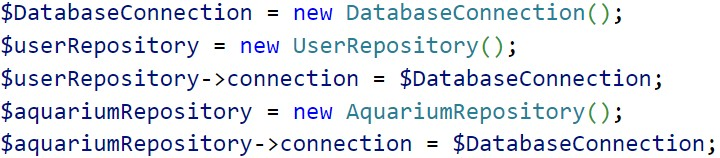 $DatabaseConnection = new DatabaseConnection();
$userRepository = new UserRepository();
$userRepository->connection = $DatabaseConnection;
$aquariumRepository = new AquariumRepository();
$aquariumRepository->connection = $DatabaseConnection;